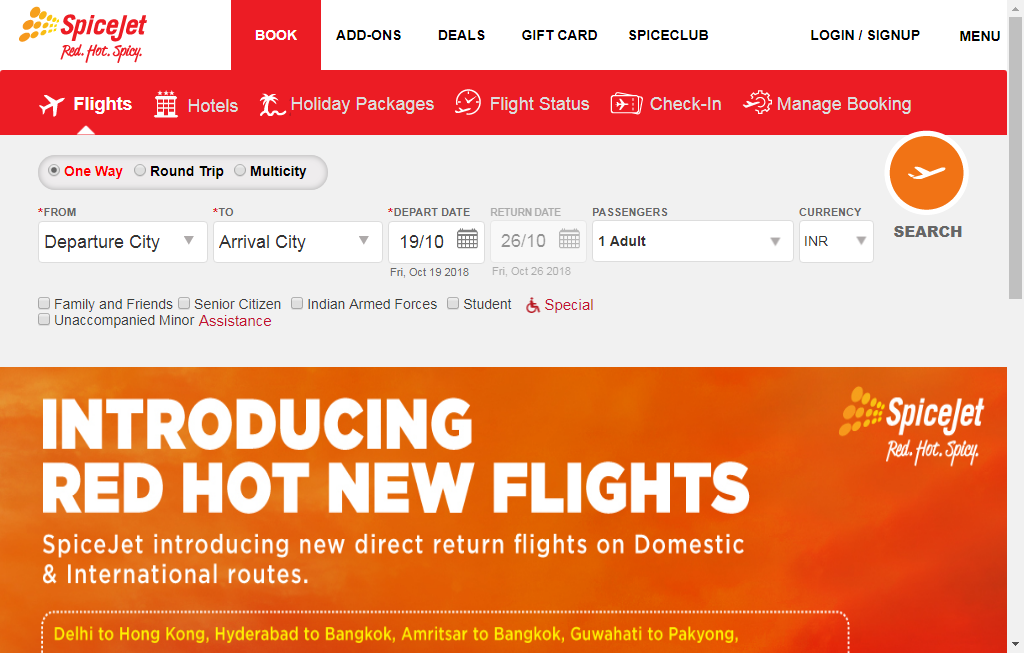 SpiceJet
Red. Hot. Spicy.
BOOK ADD-ONS DEALS GIFT CARD SPICECLUB LOGIN / SIGNUP MENU
Flights Hotels Holiday Packages Flight Status Check-In Manage Booking
One Way Round Trip Multicity
*FROM *TO *DEPART DATE RETURN DATE PASSENGERS CURRENCY
Departure City Arrival City 19/10 26/10 1 Adult INR
SEARCH
Fri, Oct 19 2018 Fri, Oct 26 2018
Family and Friends Senior Citizen Indian Armed Forces Student Special
Unaccompanied Minor Assistance
SpiceJet
Red. Hot. Spicy.
INTRODUCING
RED HOT NEW FLIGHTS
SpiceJet introducing new direct return flights on Domestic
& International routes.
Delhi to Hong Kong, Hyderabad to Bangkok, Amritsar to Bangkok, Guwahati to Pakyong,